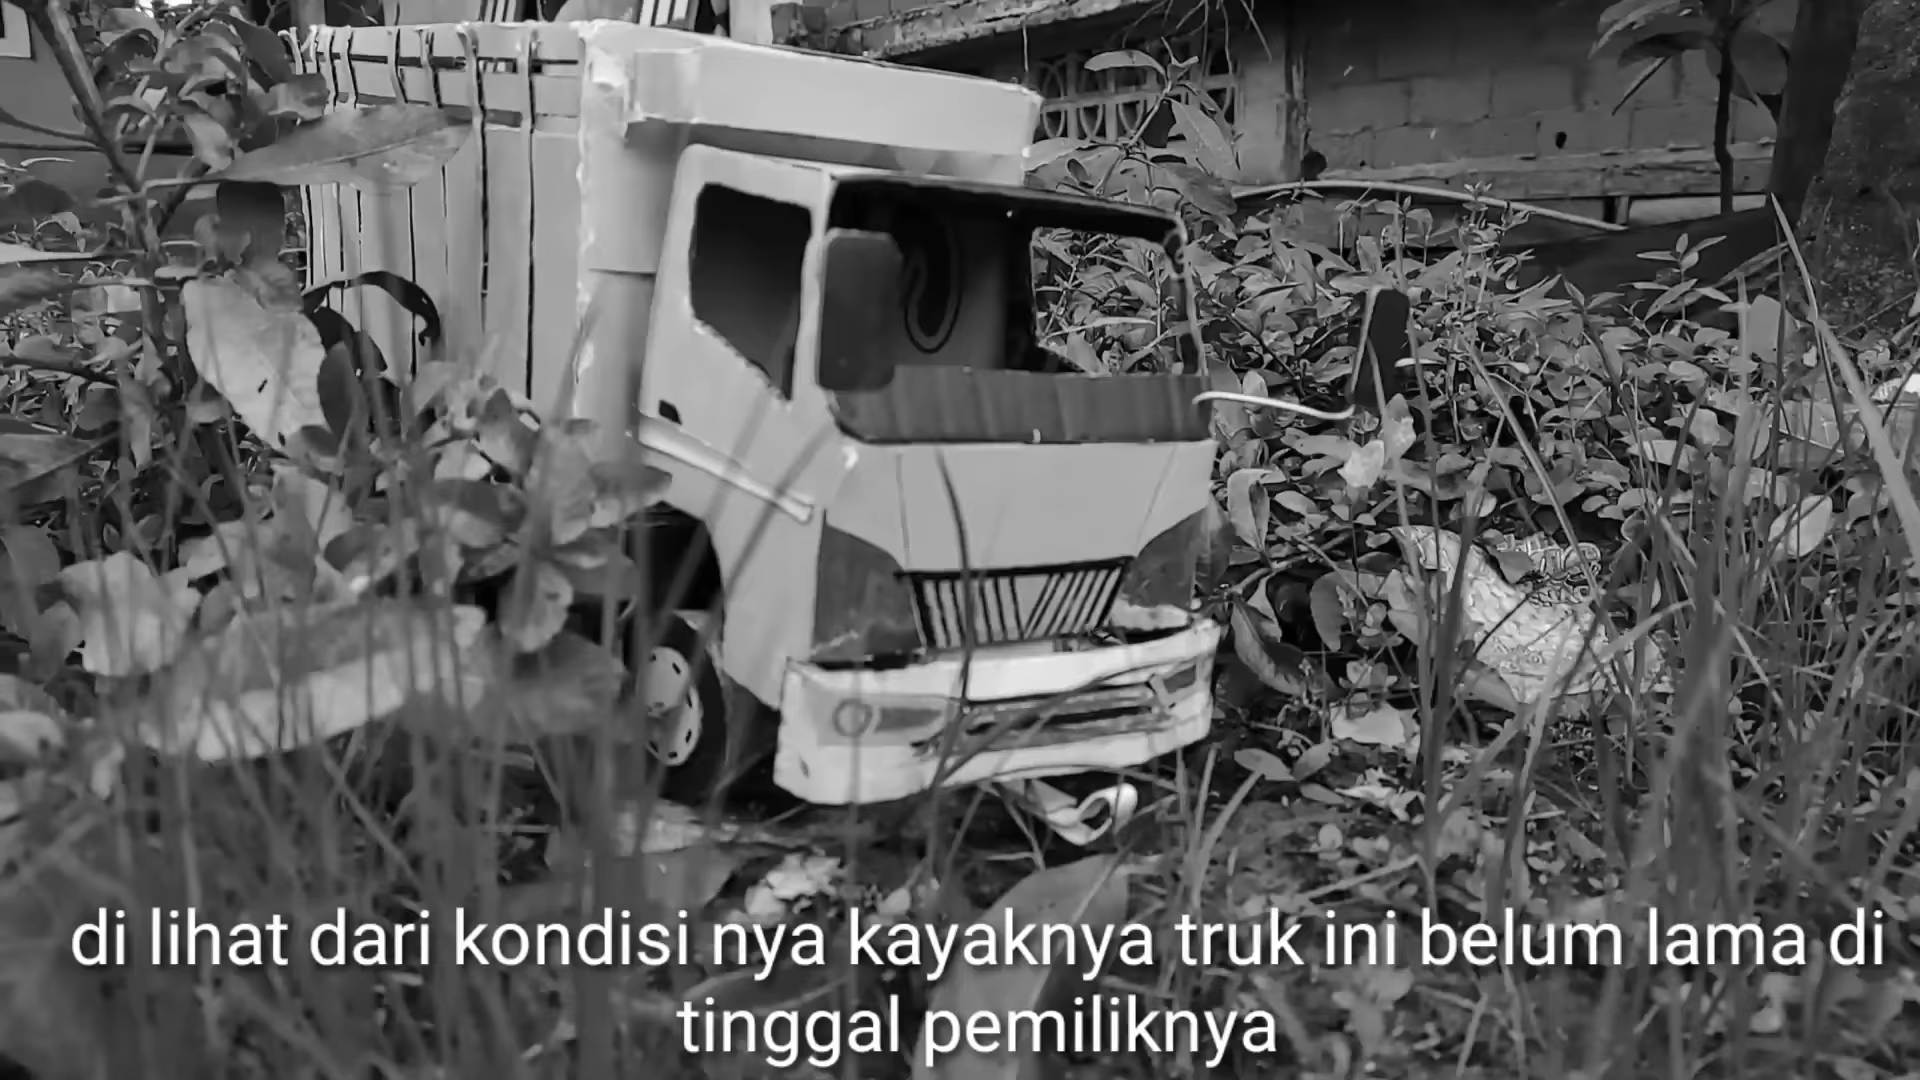 di lihat dari kondisi nya kayaknya truk ini belum lama di
tinggal pemiliknya